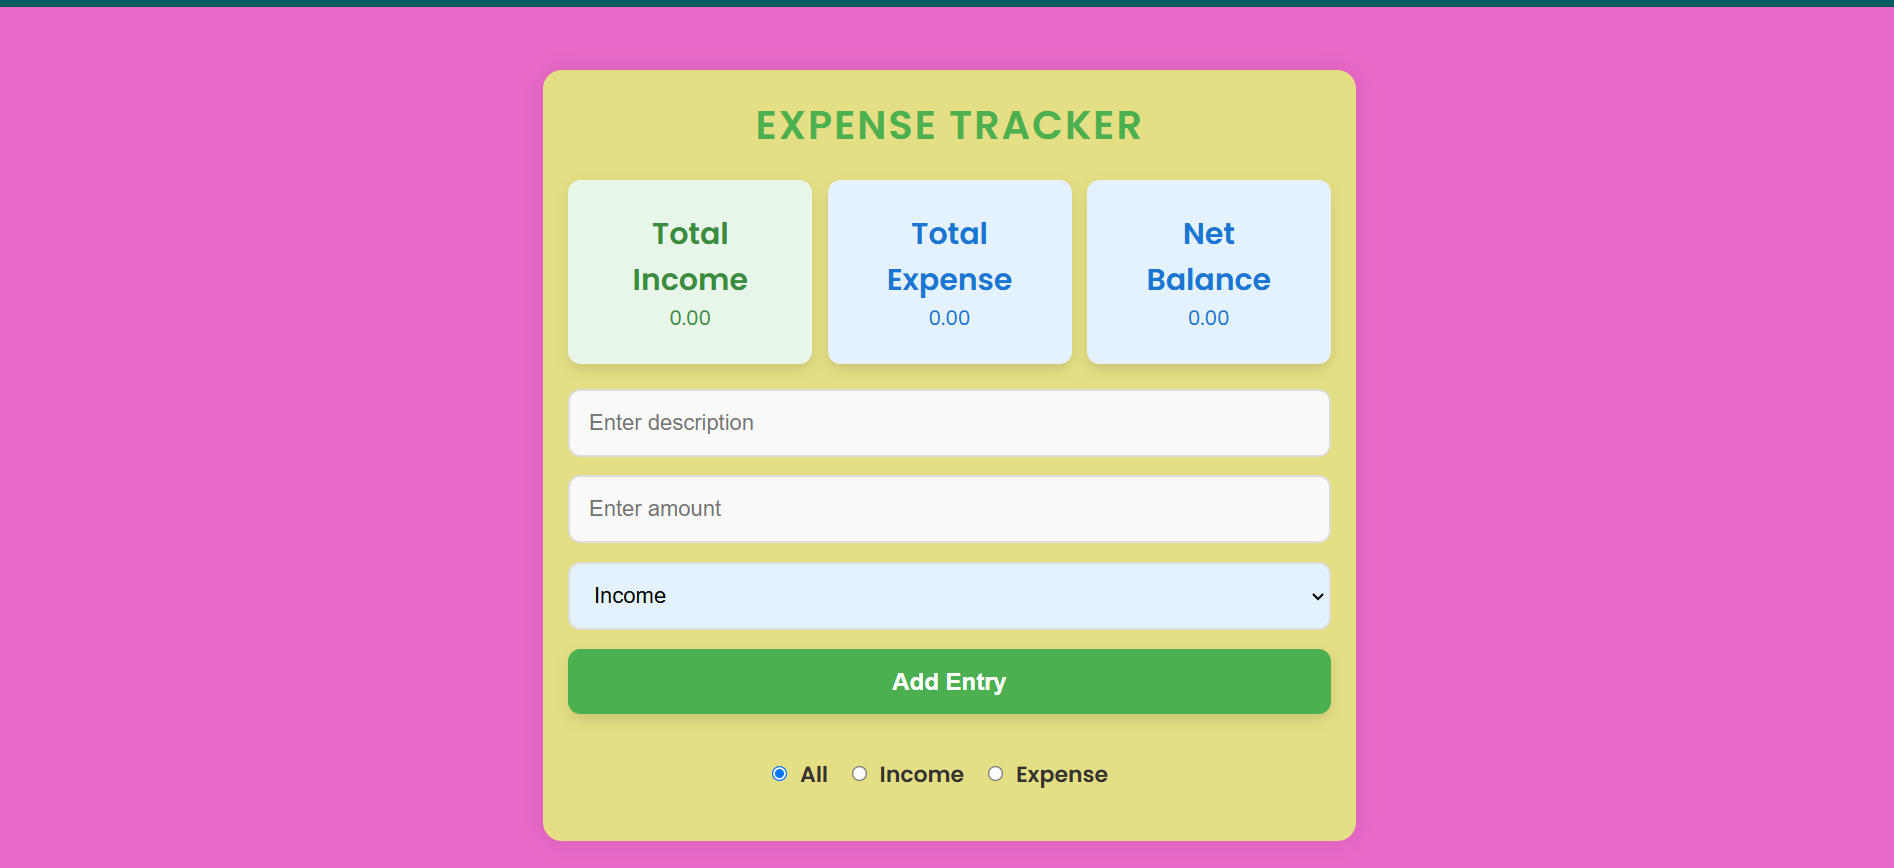 EXPENSE TRACKER
Total
Income
0.00
Total
Expense
0.00
Net
Balance
0.00
Enter description
Enter amount
Income
Add Entry
All Income Expense